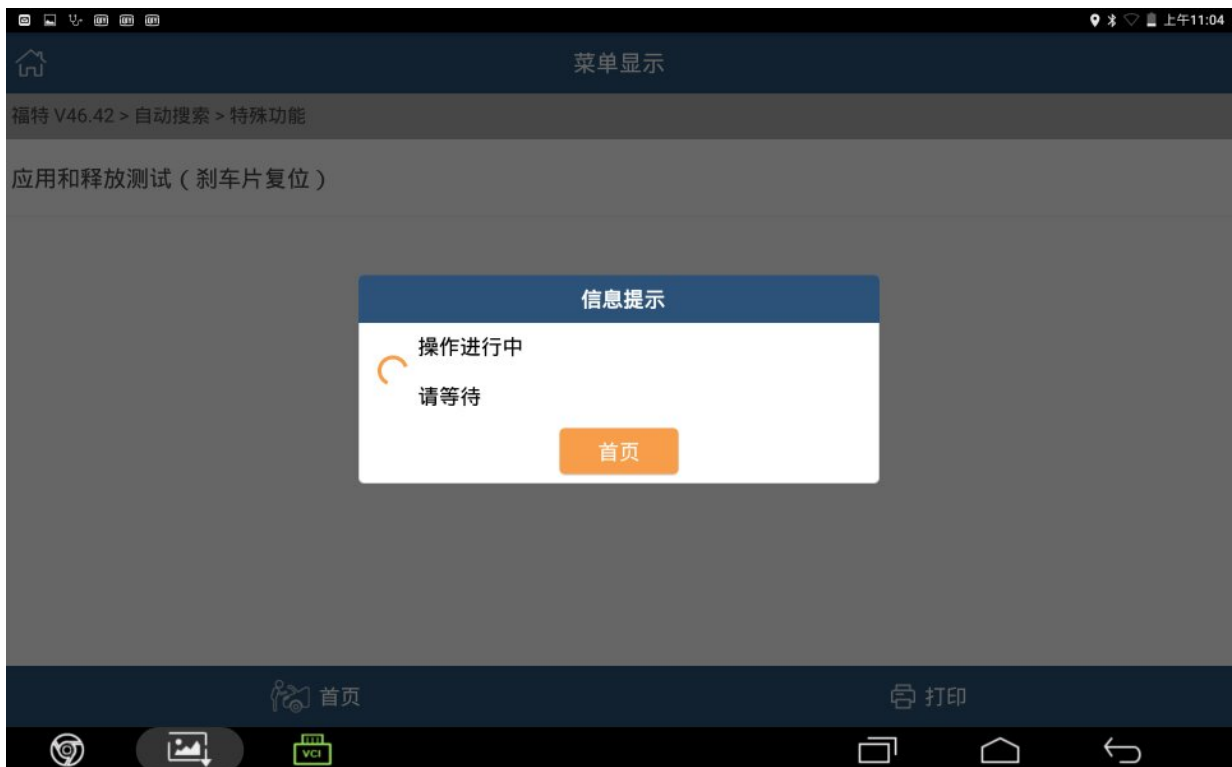 上午11:04
菜单显示
福特 V46.42 > 自动搜索 > 特殊功能
应用和释放测试（刹车片复位）
信息提示
操作进行中
请等待
首页
首页
打印
VCI